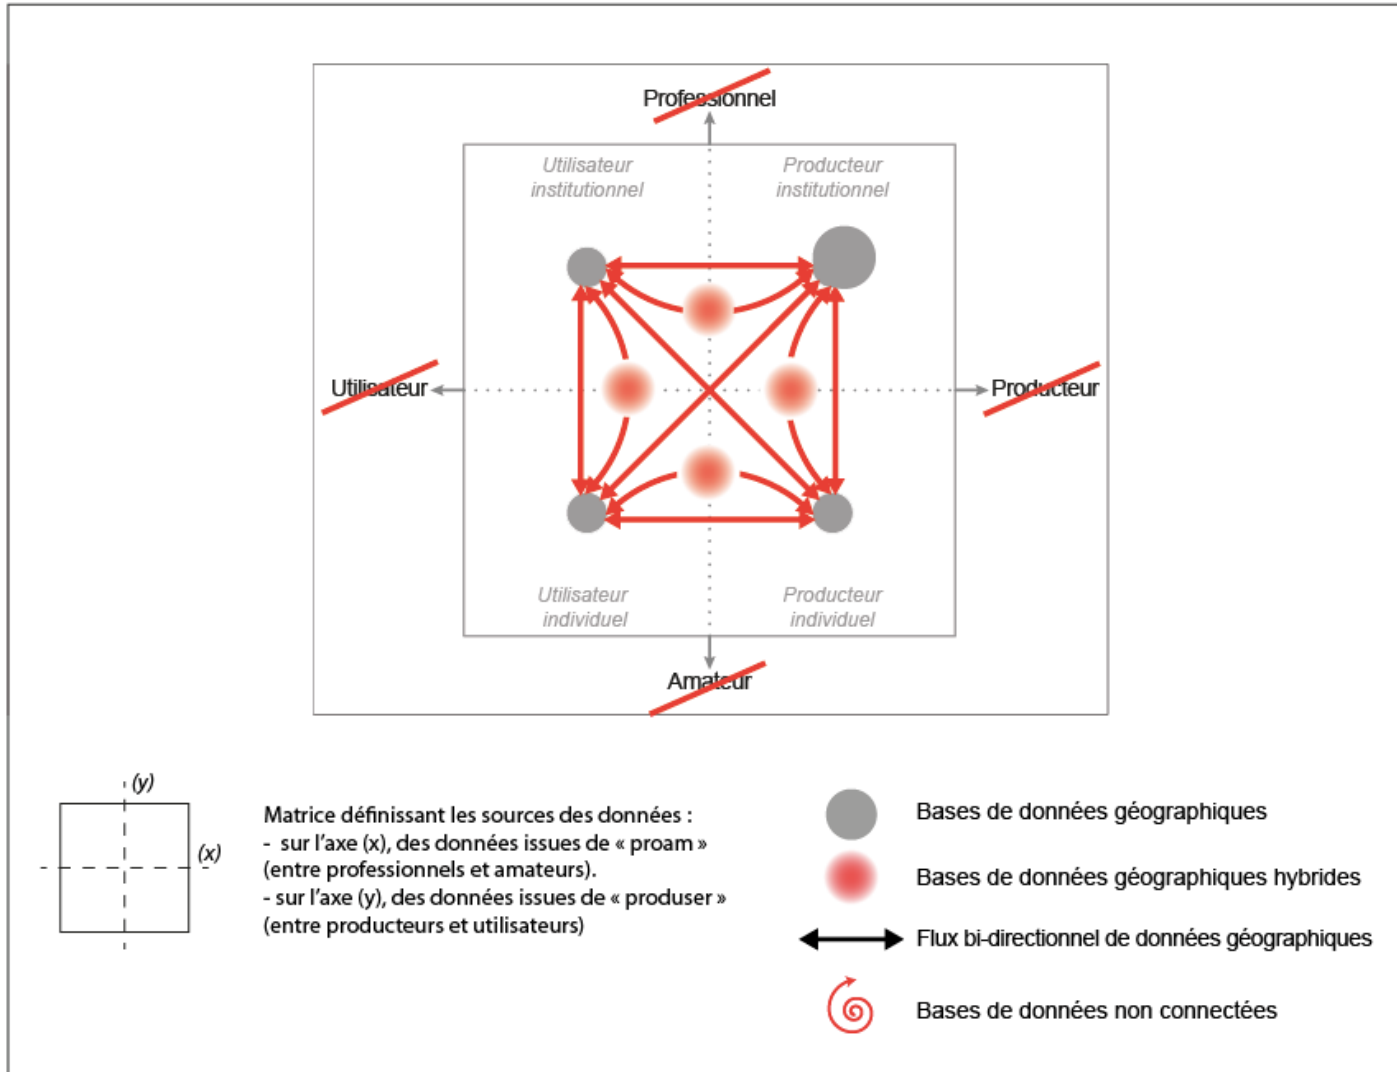 Professionnel
Utilisateur
institutionnel
Producteur
institutionnel
Utilisateur
Producteur
Utilisateur
individuel
Producteur
individuel
Amateur
(y)
(x)
Matrice définissant les sources des données :
- sur l'axe (x), des données issues de « proam »
(entre professionnels et amateurs).
- sur l'axe (y), des données issues de « produser »
(entre producteurs et utilisateurs)
Bases de données géographiques
Bases de données géographiques hybrides
Flux bi-directionnel de données géographiques
Bases de données non connectées